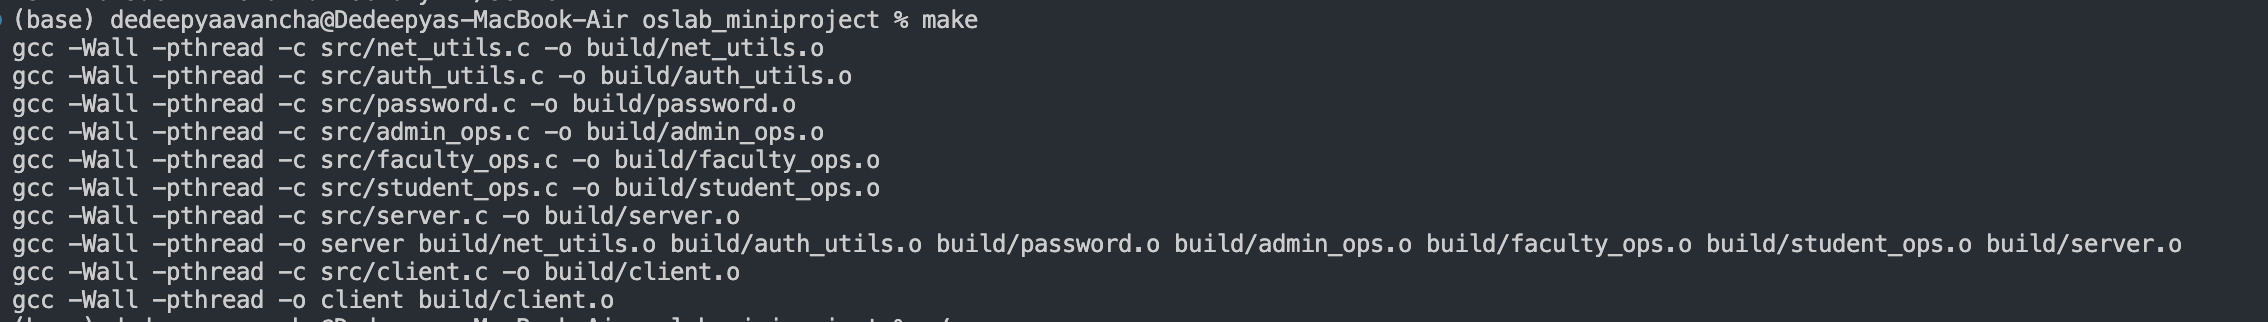 (base) dedeepyaavancha@Dedeepyas-MacBook-Air oslab_miniproject % make
gcc -Wall -pthread -c src/net_utils.c -o build/net_utils.o
gcc -Wall -pthread -c src/auth_utils.c -o build/auth_utils.o
gcc -Wall -pthread -c src/password.c -o build/password.o
gcc -Wall -pthread -c src/admin_ops.c -o build/admin_ops.o
gcc -Wall -pthread -c src/faculty_ops.c -o build/faculty_ops.o
gcc -Wall -pthread -c src/student_ops.c -o build/student_ops.o
gcc -Wall -pthread -c src/server.c -o build/server.o
gcc -Wall -pthread -o server build/net_utils.o build/auth_utils.o build/password.o build/admin_ops.o build/faculty_ops.o build/student_ops.o build/server.o
gcc -Wall -pthread -c src/client.c -o build/client.o
gcc -Wall -pthread -o client build/client.o